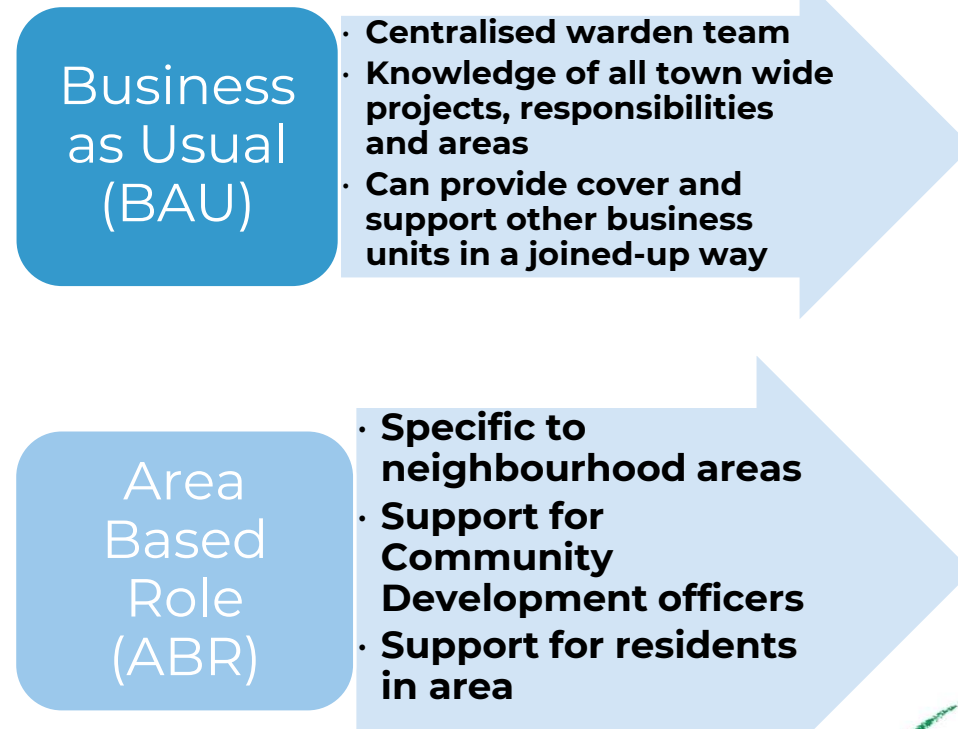 Business
as Usual
(BAU)
· Centralised warden team
· Knowledge of all town wide
projects, responsibilities
and areas
· Can provide cover and
support other business
units in a joined-up way
Area
Based
Role
(ABR)
· Specific to
neighbourhood areas
· Support for
Community
Development officers
· Support for residents
in area